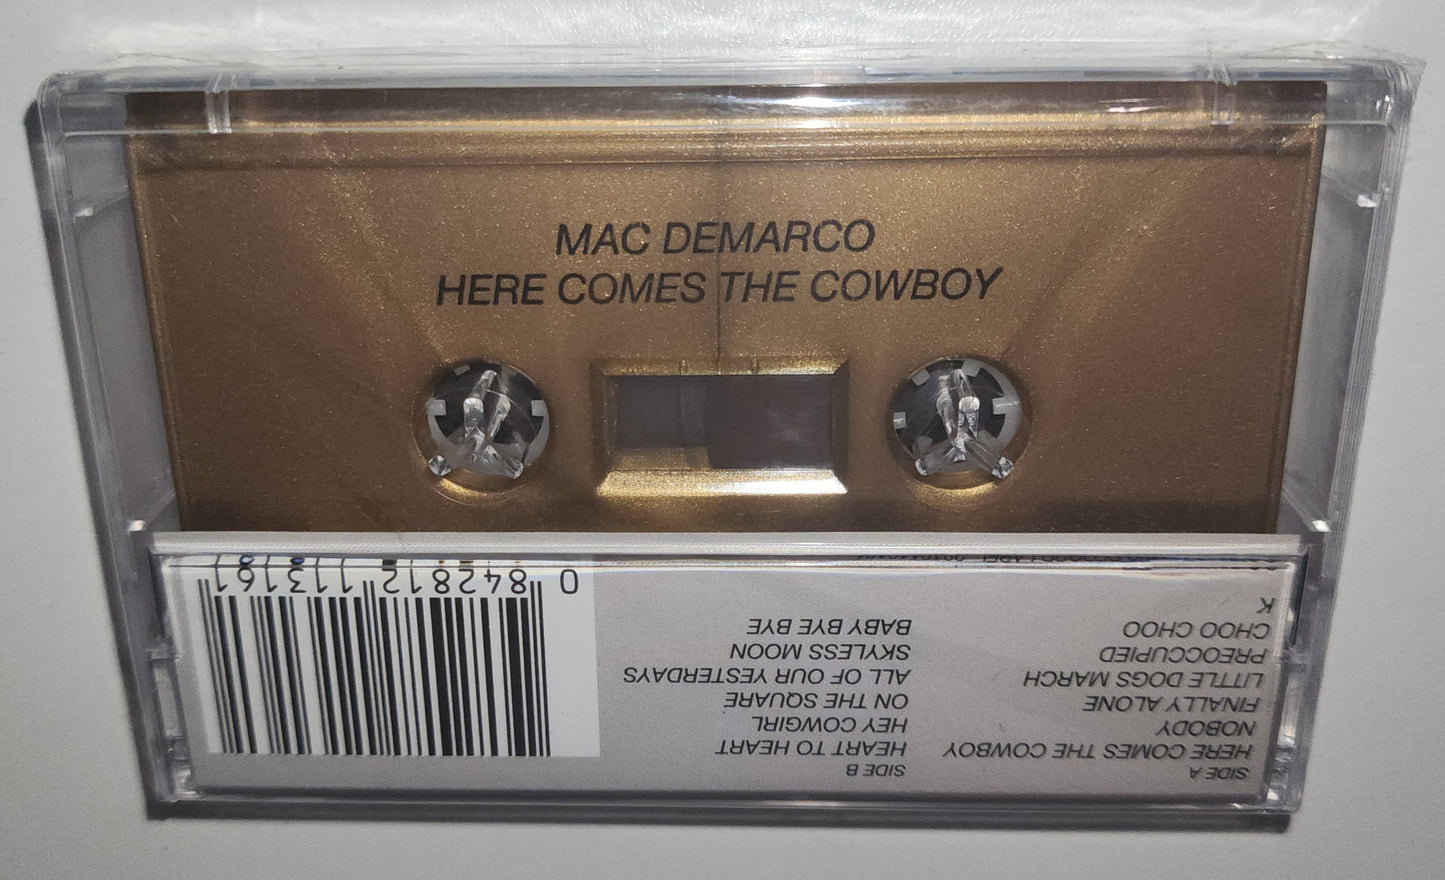 MAC DEMARCO
HERE COMES THE COWBOY
SIDE A
HERE COMES THE COWBOY
NOBODY
FINALLY ALONE
LITTLE DOGS MARCH
PREOCCUPIED
CHOO CHOO
K
SIDE B
HEART TO HEART
HEY COWGIRL
ON THE SQUARE
ALL OF OUR YESTERDAYS
SKYLESS MOON
BABY BYE BYE
0 842812 113161